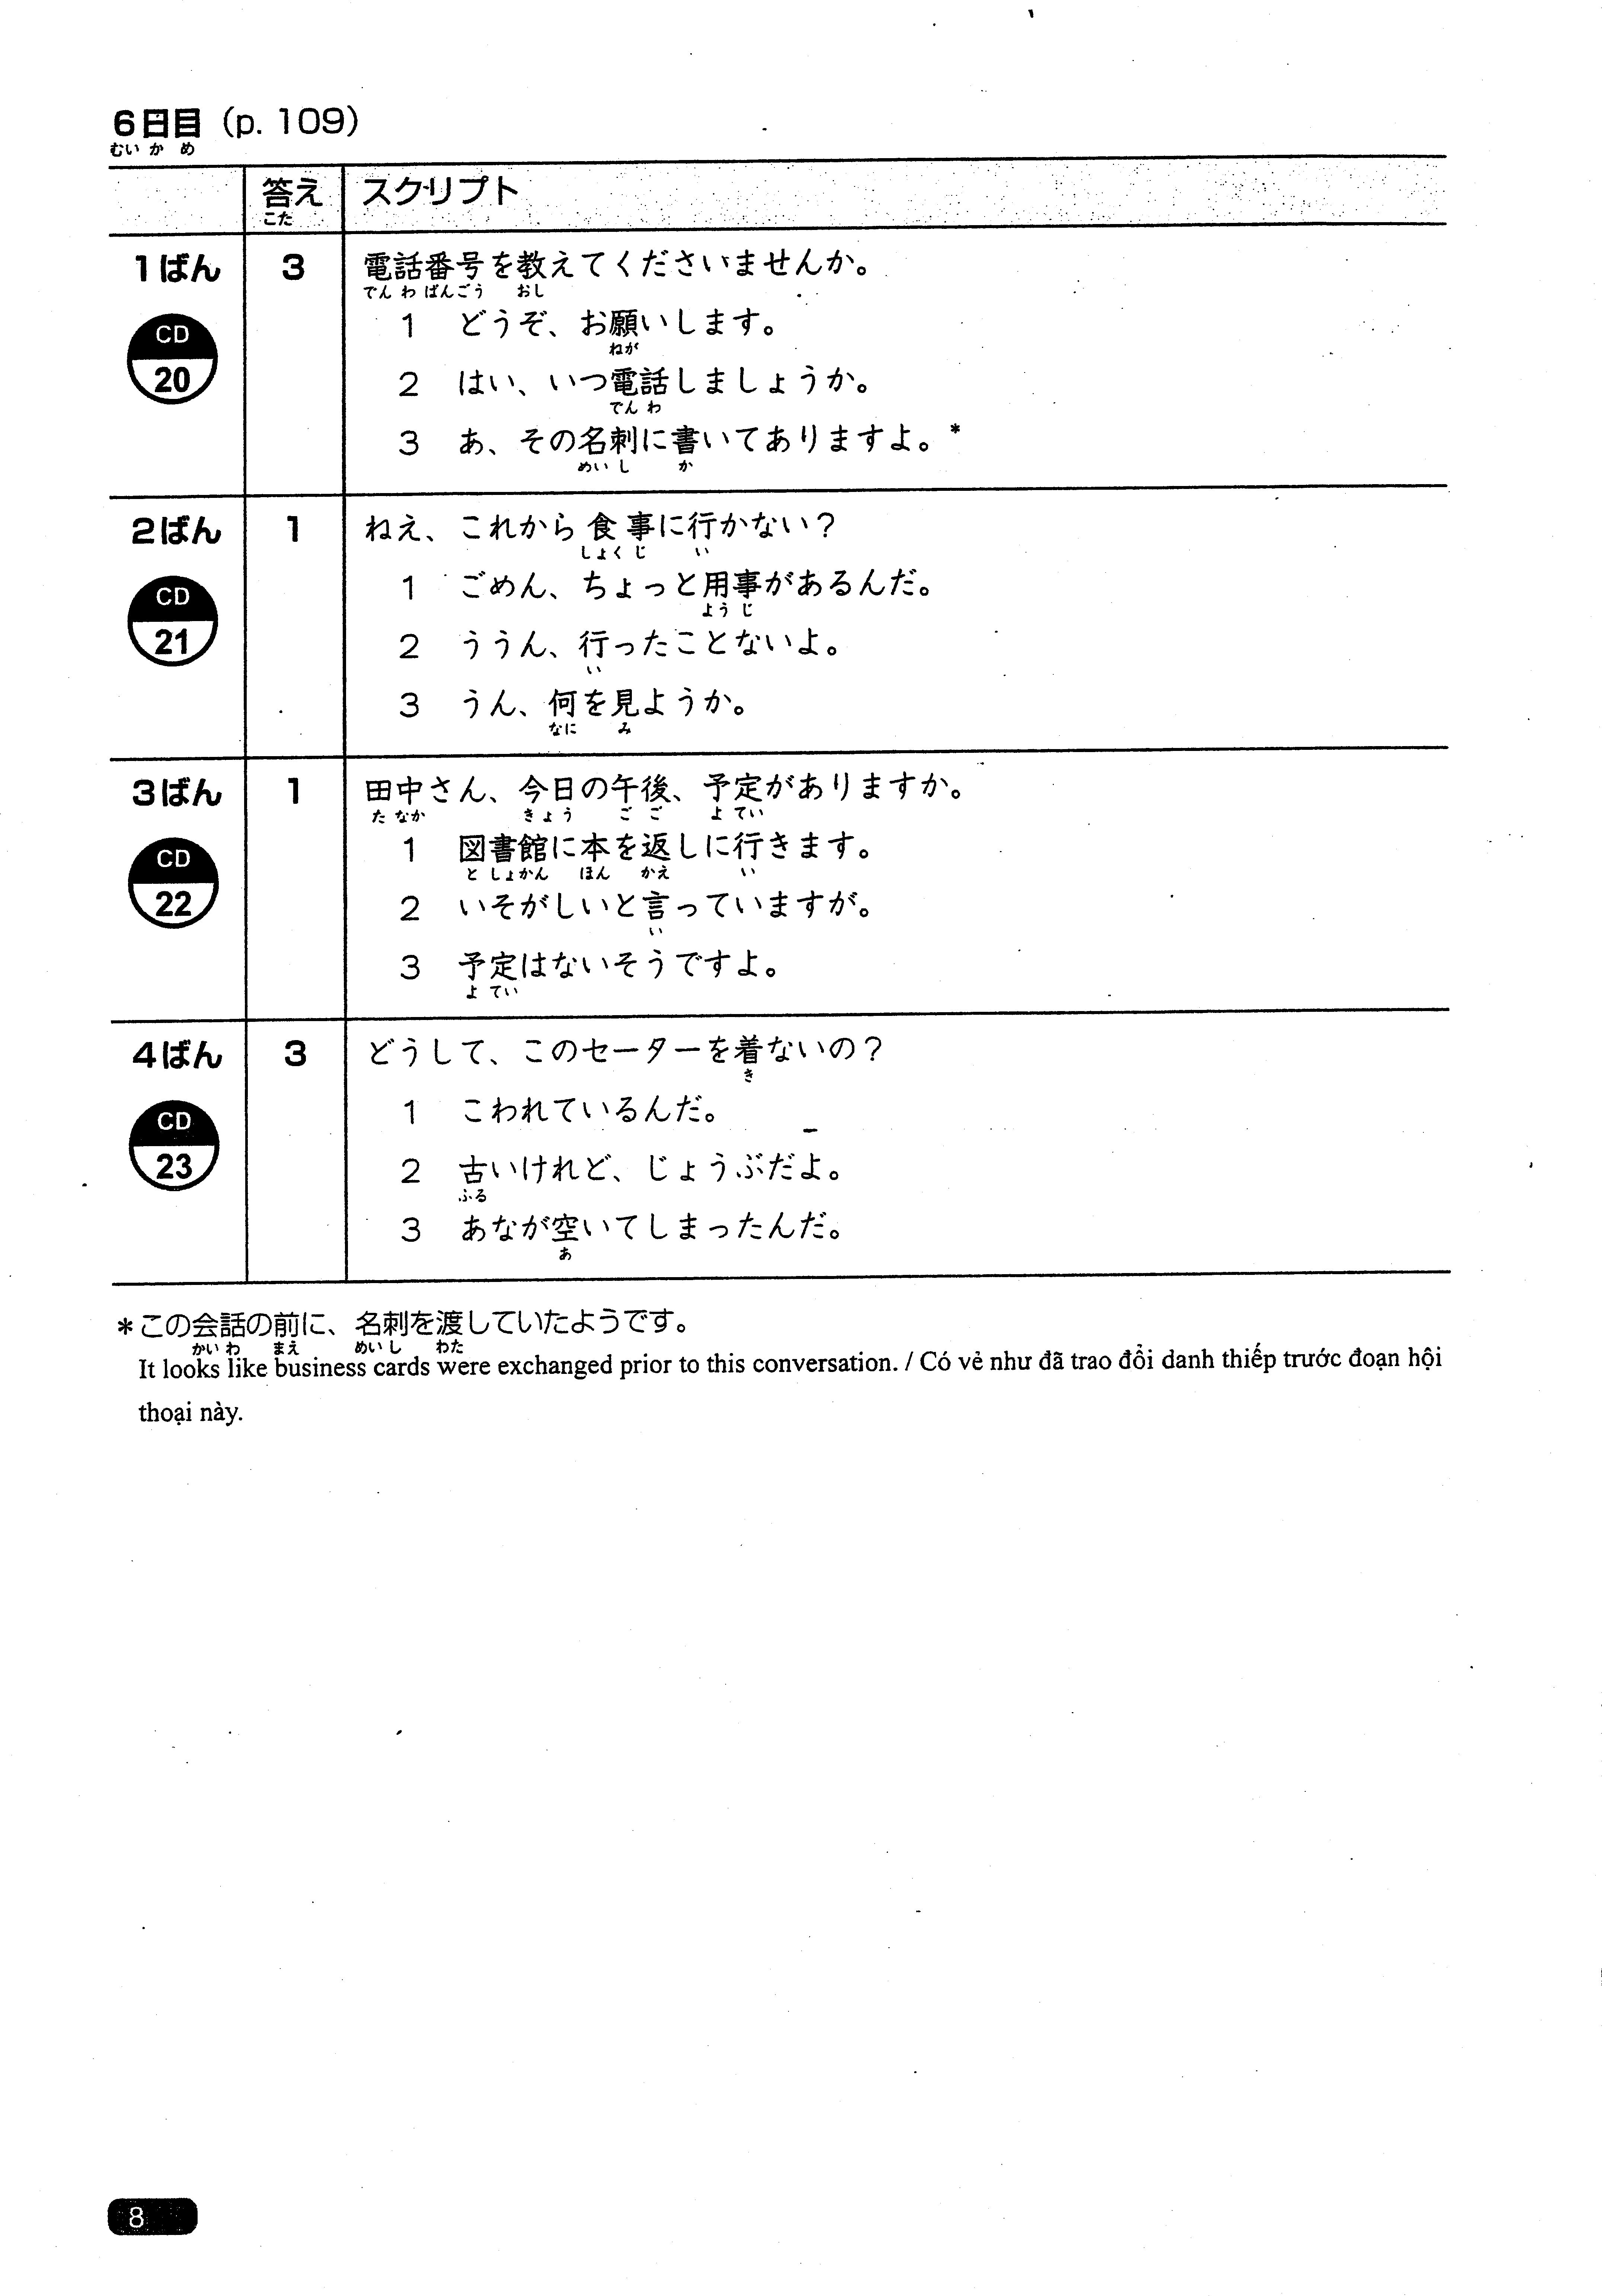 6日目 (p. 109)
むい か め
答え スクリプト
こた
1ばん 3 電話番号を教えてくださいませんか。
でん わ ばんごう おし
CD 20
1 どうぞ、お願いします。
ねが
2 はい、いつ電話しましょうか。
でん わ
3 あ、その名刺に書いてありますよ。*
めい し か
2ばん 1 ねえ、これから食事に行かない?
しょく じ い
CD 21
1 ごめん、ちょっと用事があるんだ。
よう じ
2 ううん、行ったことないよ。
い
3 うん、何を見ようか。
なに み
3ばん 1 田中さん、今日の午後、予定がありますか。
た なか きょう ご ご よ てい
CD 22
1 図書館に本を返しに行きます。
と しょかん ほん かえ い
2 いそがしいと言っていますが。
い
3 予定はないそうですよ。
よ てい
4ばん 3 どうして、このセーターを着ないの?
き
CD 23
1 こわれているんだ。
2 古いけれど、じょうぶだよ。
ふる
3 あなが空いてしまったんだ。
あ
*この会話の前に、名刺を渡していたようです。
かい わ まえ めい し わた
It looks like business cards were exchanged prior to this conversation. / Có vẻ như đã trao đổi danh thiếp trước đoạn hội
thoại này.
8